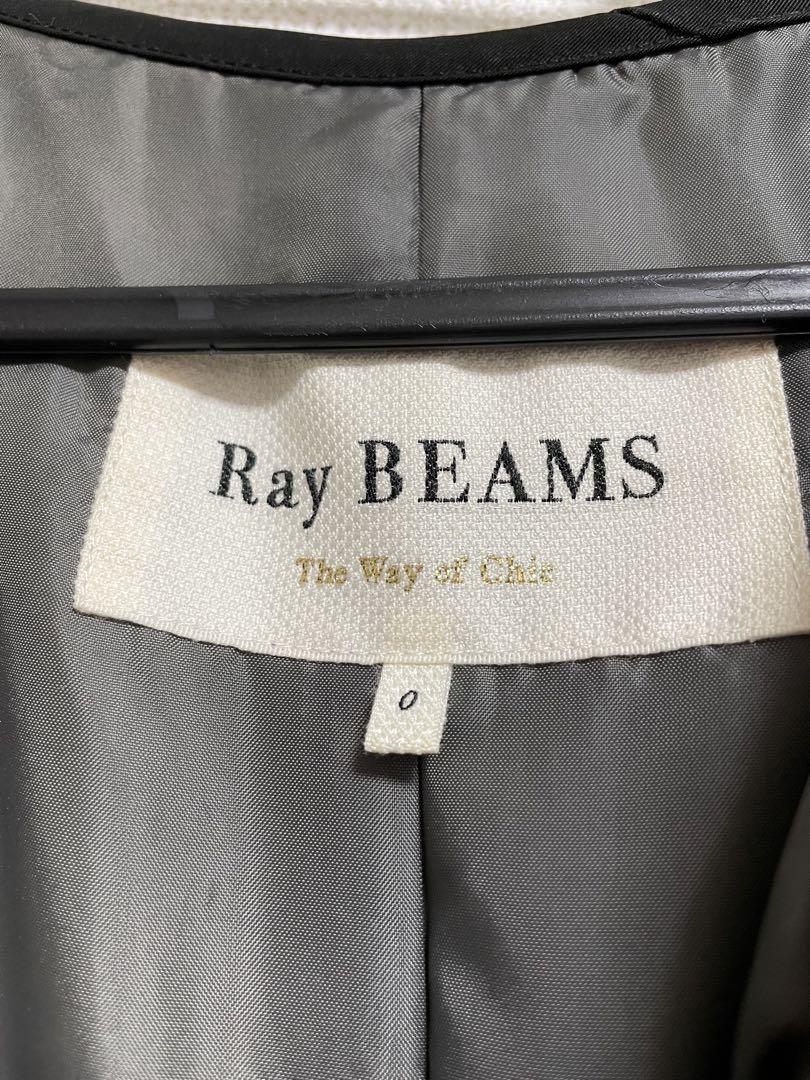 Ray BEAMS
The Way of Chic
0